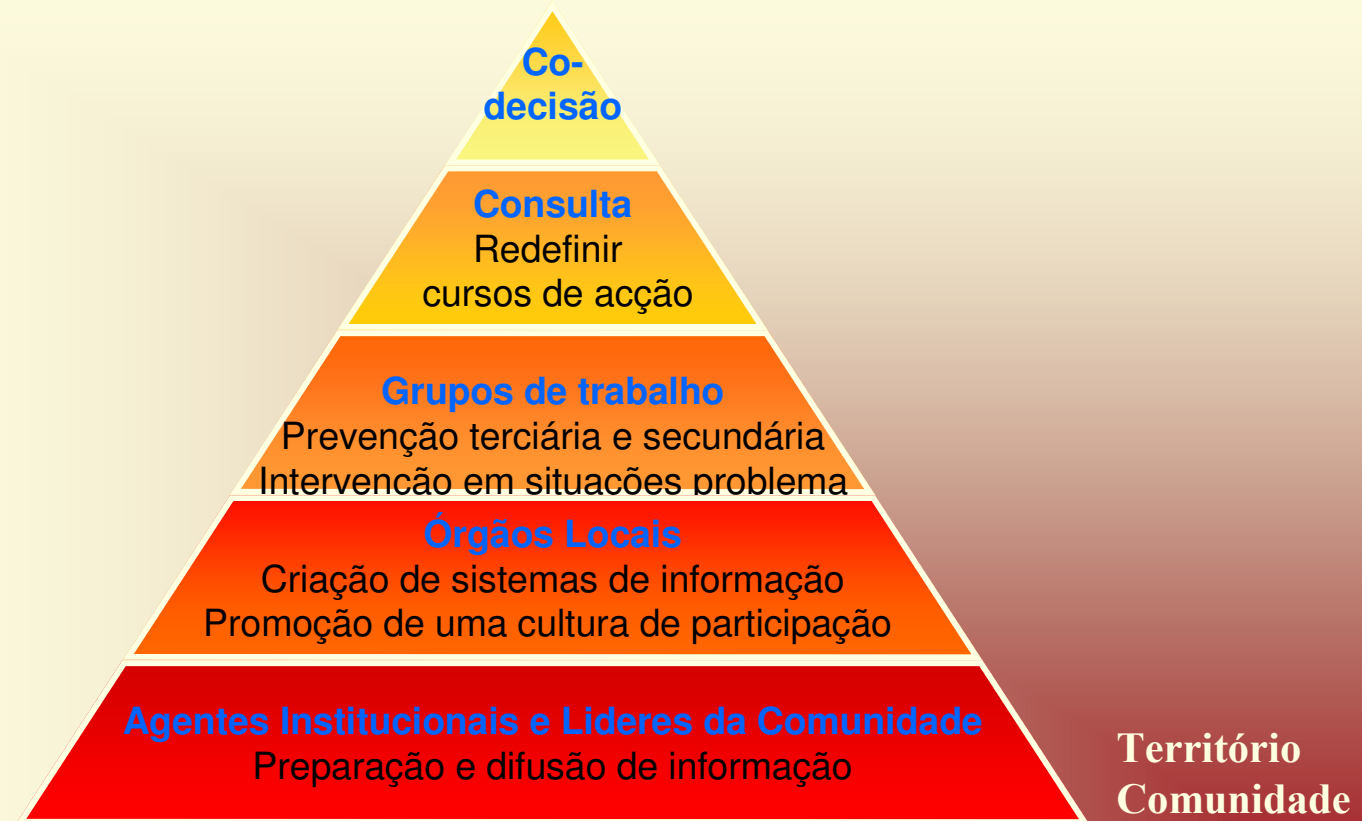 Co-
decisão
Consulta
Redefinir
cursos de acção
Grupos de trabalho
Prevenção terciária e secundária
Intervenção em situações problema
Órgãos Locais
Criação de sistemas de informação
Promoção de uma cultura de participação
Agentes Institucionais e Lideres da Comunidade
Preparação e difusão de informação
Território
Comunidade